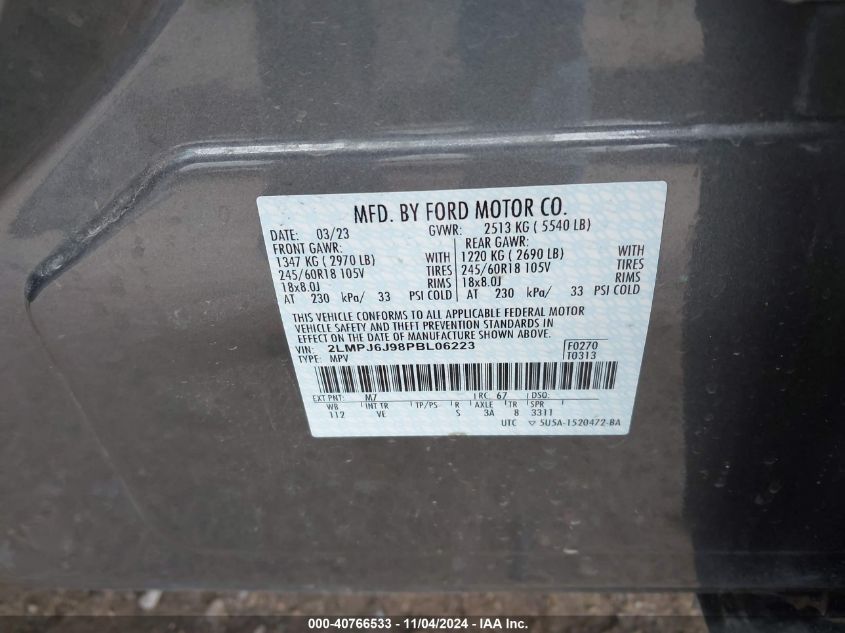 MFD. BY FORD MOTOR CO.
DATE: 03/23 GVWR: 2513 KG ( 5540 LB)
FRONT GAWR: REAR GAWR:
1347 KG ( 2970 LB) WITH 1220 KG ( 2690 LB) WITH
245/60R18 105V TIRES 245/60R18 105V TIRES
18x8.0J RIMS 18x8.0J RIMS
AT 230 kPa/ 33 PSI COLD AT 230 kPa/ 33 PSI COLD
THIS VEHICLE CONFORMS TO ALL APPLICABLE FEDERAL MOTOR
VEHICLE SAFETY AND THEFT PREVENTION STANDARDS IN
EFFECT ON THE DATE OF MANUFACTURE SHOWN ABOVE.
VIN: 2LMPJ6J98PBL06223 F0270
TYPE: MPV T0313
EXT PNT: M7 RC: 67 DSO:
WB INT TR TP/PS R AXLE TR SPR
112 VE S 3A 8 3311
UTC ▽ 5U5A-1520472-BA
000-40766533 - 11/04/2024 - © IAA, Inc.